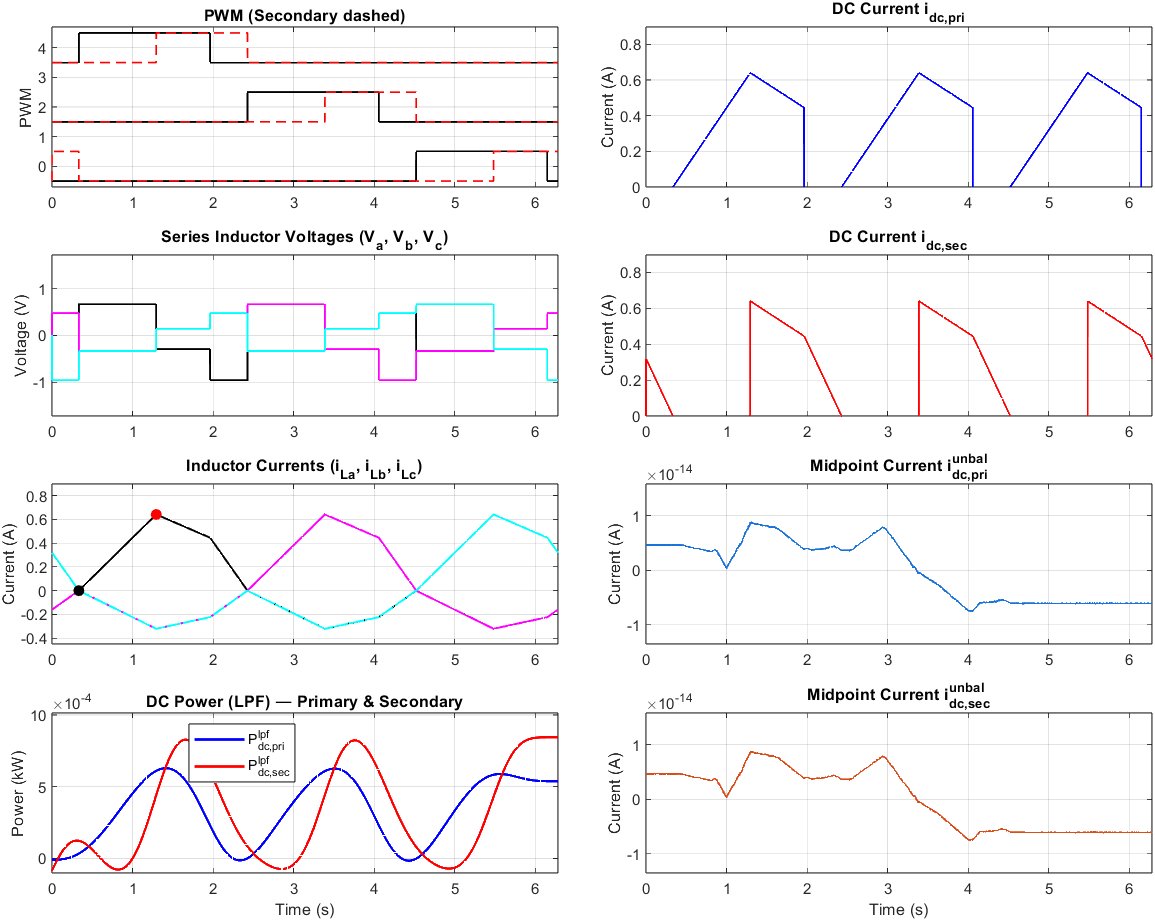 PWM (Secondary dashed)
PWM
4
3
2
1
0
0 1 2 3 4 5 6
DC Current i_dc,pri
Current (A)
0.8
0.6
0.4
0.2
0
0 1 2 3 4 5 6
Series Inductor Voltages (V_a, V_b, V_c)
Voltage (V)
1
0
-1
0 1 2 3 4 5 6
DC Current i_dc,sec
Current (A)
0.8
0.6
0.4
0.2
0
0 1 2 3 4 5 6
Inductor Currents (i_La, i_Lb, i_Lc)
Current (A)
0.8
0.6
0.4
0.2
0
-0.2
-0.4
0 1 2 3 4 5 6
Midpoint Current i_dc,pri^unbal
×10^-14
Current (A)
1
0
-1
0 1 2 3 4 5 6
DC Power (LPF) — Primary & Secondary
×10^-4
Power (kW)
10
5
0
P_dc,pri^lpf
P_dc,sec^lpf
0 1 2 3 4 5 6
Time (s)
Midpoint Current i_dc,sec^unbal
×10^-14
Current (A)
1
0
-1
0 1 2 3 4 5 6
Time (s)